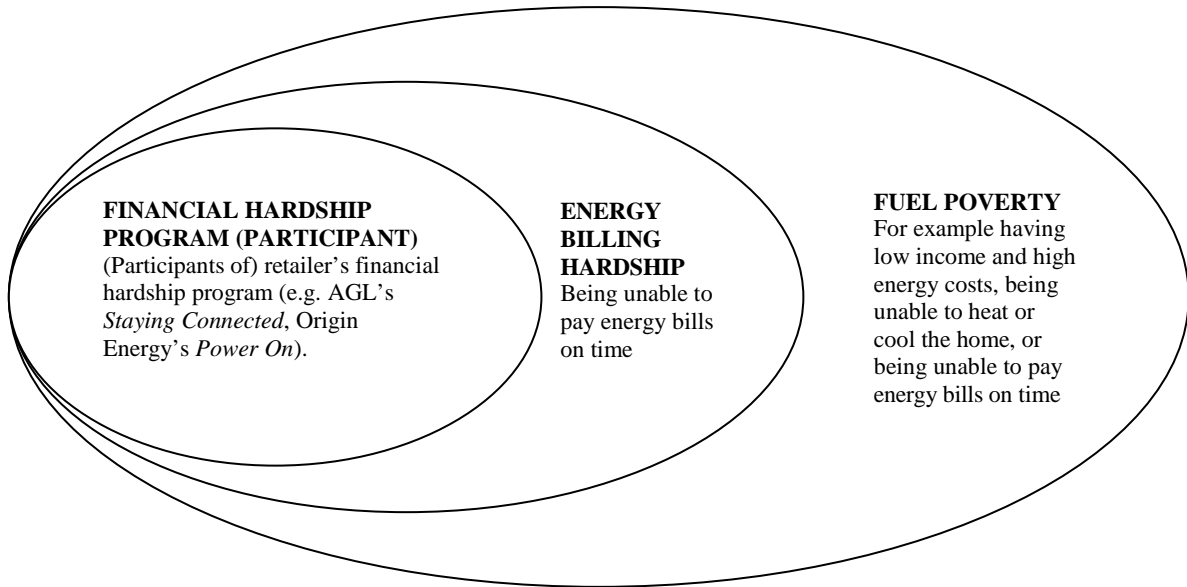 FINANCIAL HARDSHIP
PROGRAM (PARTICIPANT)
(Participants of) retailer's financial
hardship program (e.g. AGL's
Staying Connected, Origin
Energy's Power On).
ENERGY
BILLING
HARDSHIP
Being unable to
pay energy bills
on time
FUEL POVERTY
For example having
low income and high
energy costs, being
unable to heat or
cool the home, or
being unable to pay
energy bills on time